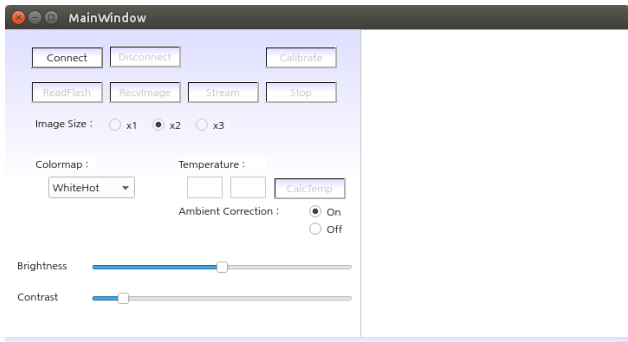 MainWindow
Connect Disconnect Calibrate
ReadFlash RecvImage Stream Stop
Image Size : x1 x2 x3
Colormap : Temperature :
WhiteHot CalcTemp
Ambient Correction : On
Off
Brightness
Contrast